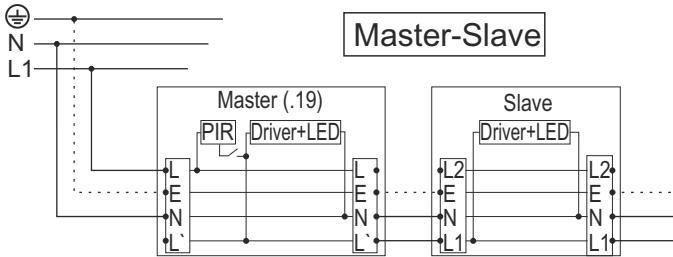 N
Master-Slave
L1
Master (.19)
Slave
PIR
Driver+LED
Driver+LED
L
L
L2
L2
E
E
E
E
N
N
N
N
L`
L`
L1
L1